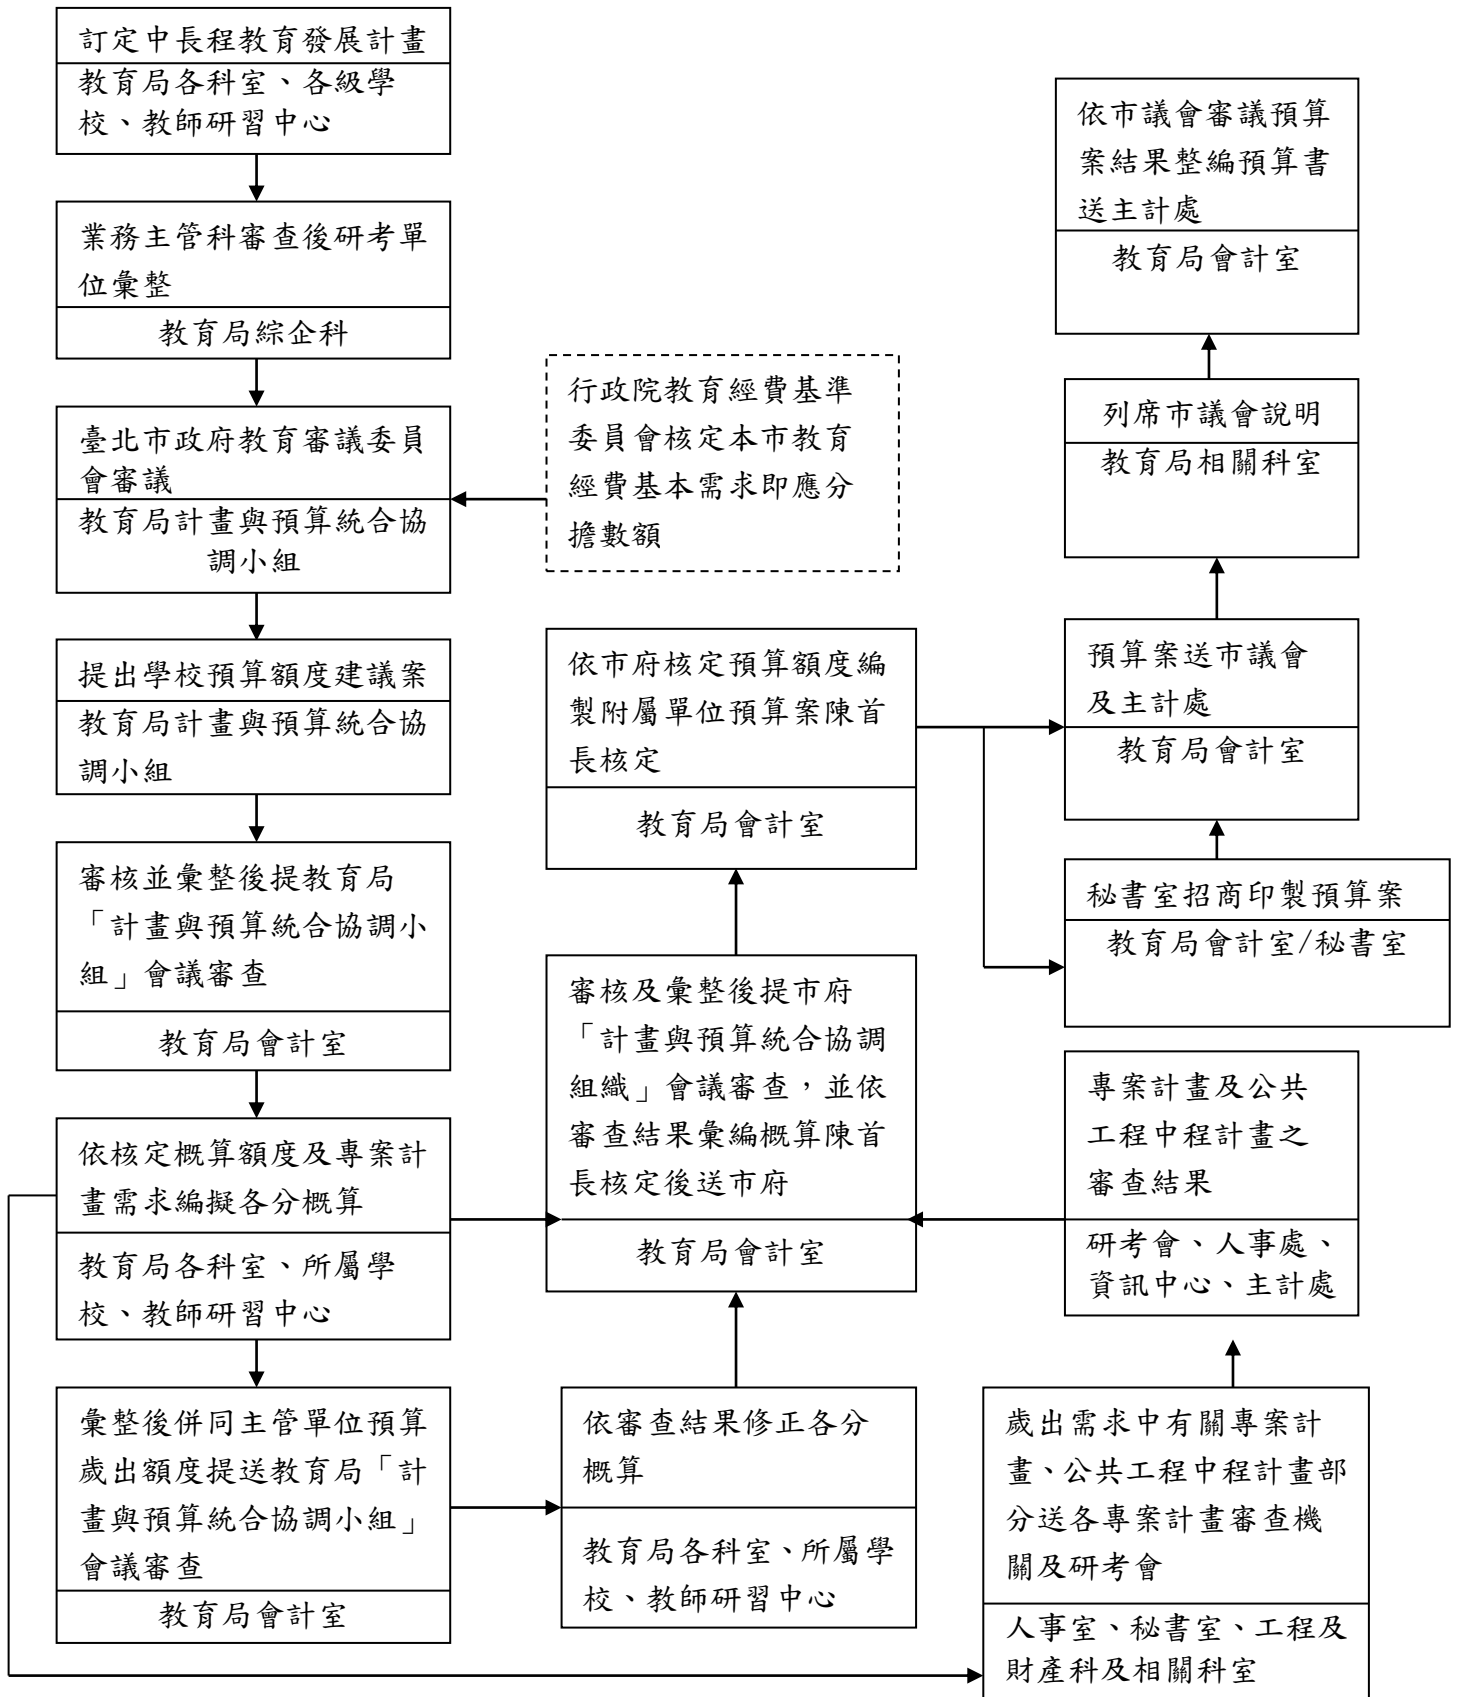 訂定中長程教育發展計畫
教育局各科室、各級學
校、教師研習中心
業務主管科審查後研考單
位彙整
教育局綜企科
臺北市政府教育審議委員
會審議
教育局計畫與預算統合協
調小組
行政院教育經費基準
委員會核定本市教育
經費基本需求即應分
擔數額
提出學校預算額度建議案
教育局計畫與預算統合協
調小組
審核並彙整後提教育局
「計畫與預算統合協調小
組」會議審查
教育局會計室
依核定概算額度及專案計
畫需求編擬各分概算
教育局各科室、所屬學
校、教師研習中心
彙整後併同主管單位預算
歲出額度提送教育局「計
畫與預算統合協調小組」
會議審查
教育局會計室
依審查結果修正各分
概算
教育局各科室、所屬學
校、教師研習中心
審核及彙整後提市府
「計畫與預算統合協調
組織」會議審查，並依
審查結果彙編概算陳首
長核定後送市府
教育局會計室
依市府核定預算額度編
製附屬單位預算案陳首
長核定
教育局會計室
依市議會審議預算
案結果整編預算書
送主計處
教育局會計室
列席市議會說明
教育局相關科室
預算案送市議會
及主計處
教育局會計室
秘書室招商印製預算案
教育局會計室/秘書室
專案計畫及公共
工程中程計畫之
審查結果
研考會、人事處、
資訊中心、主計處
歲出需求中有關專案計
畫、公共工程中程計畫部
分送各專案計畫審查機
關及研考會
人事室、秘書室、工程及
財產科及相關科室